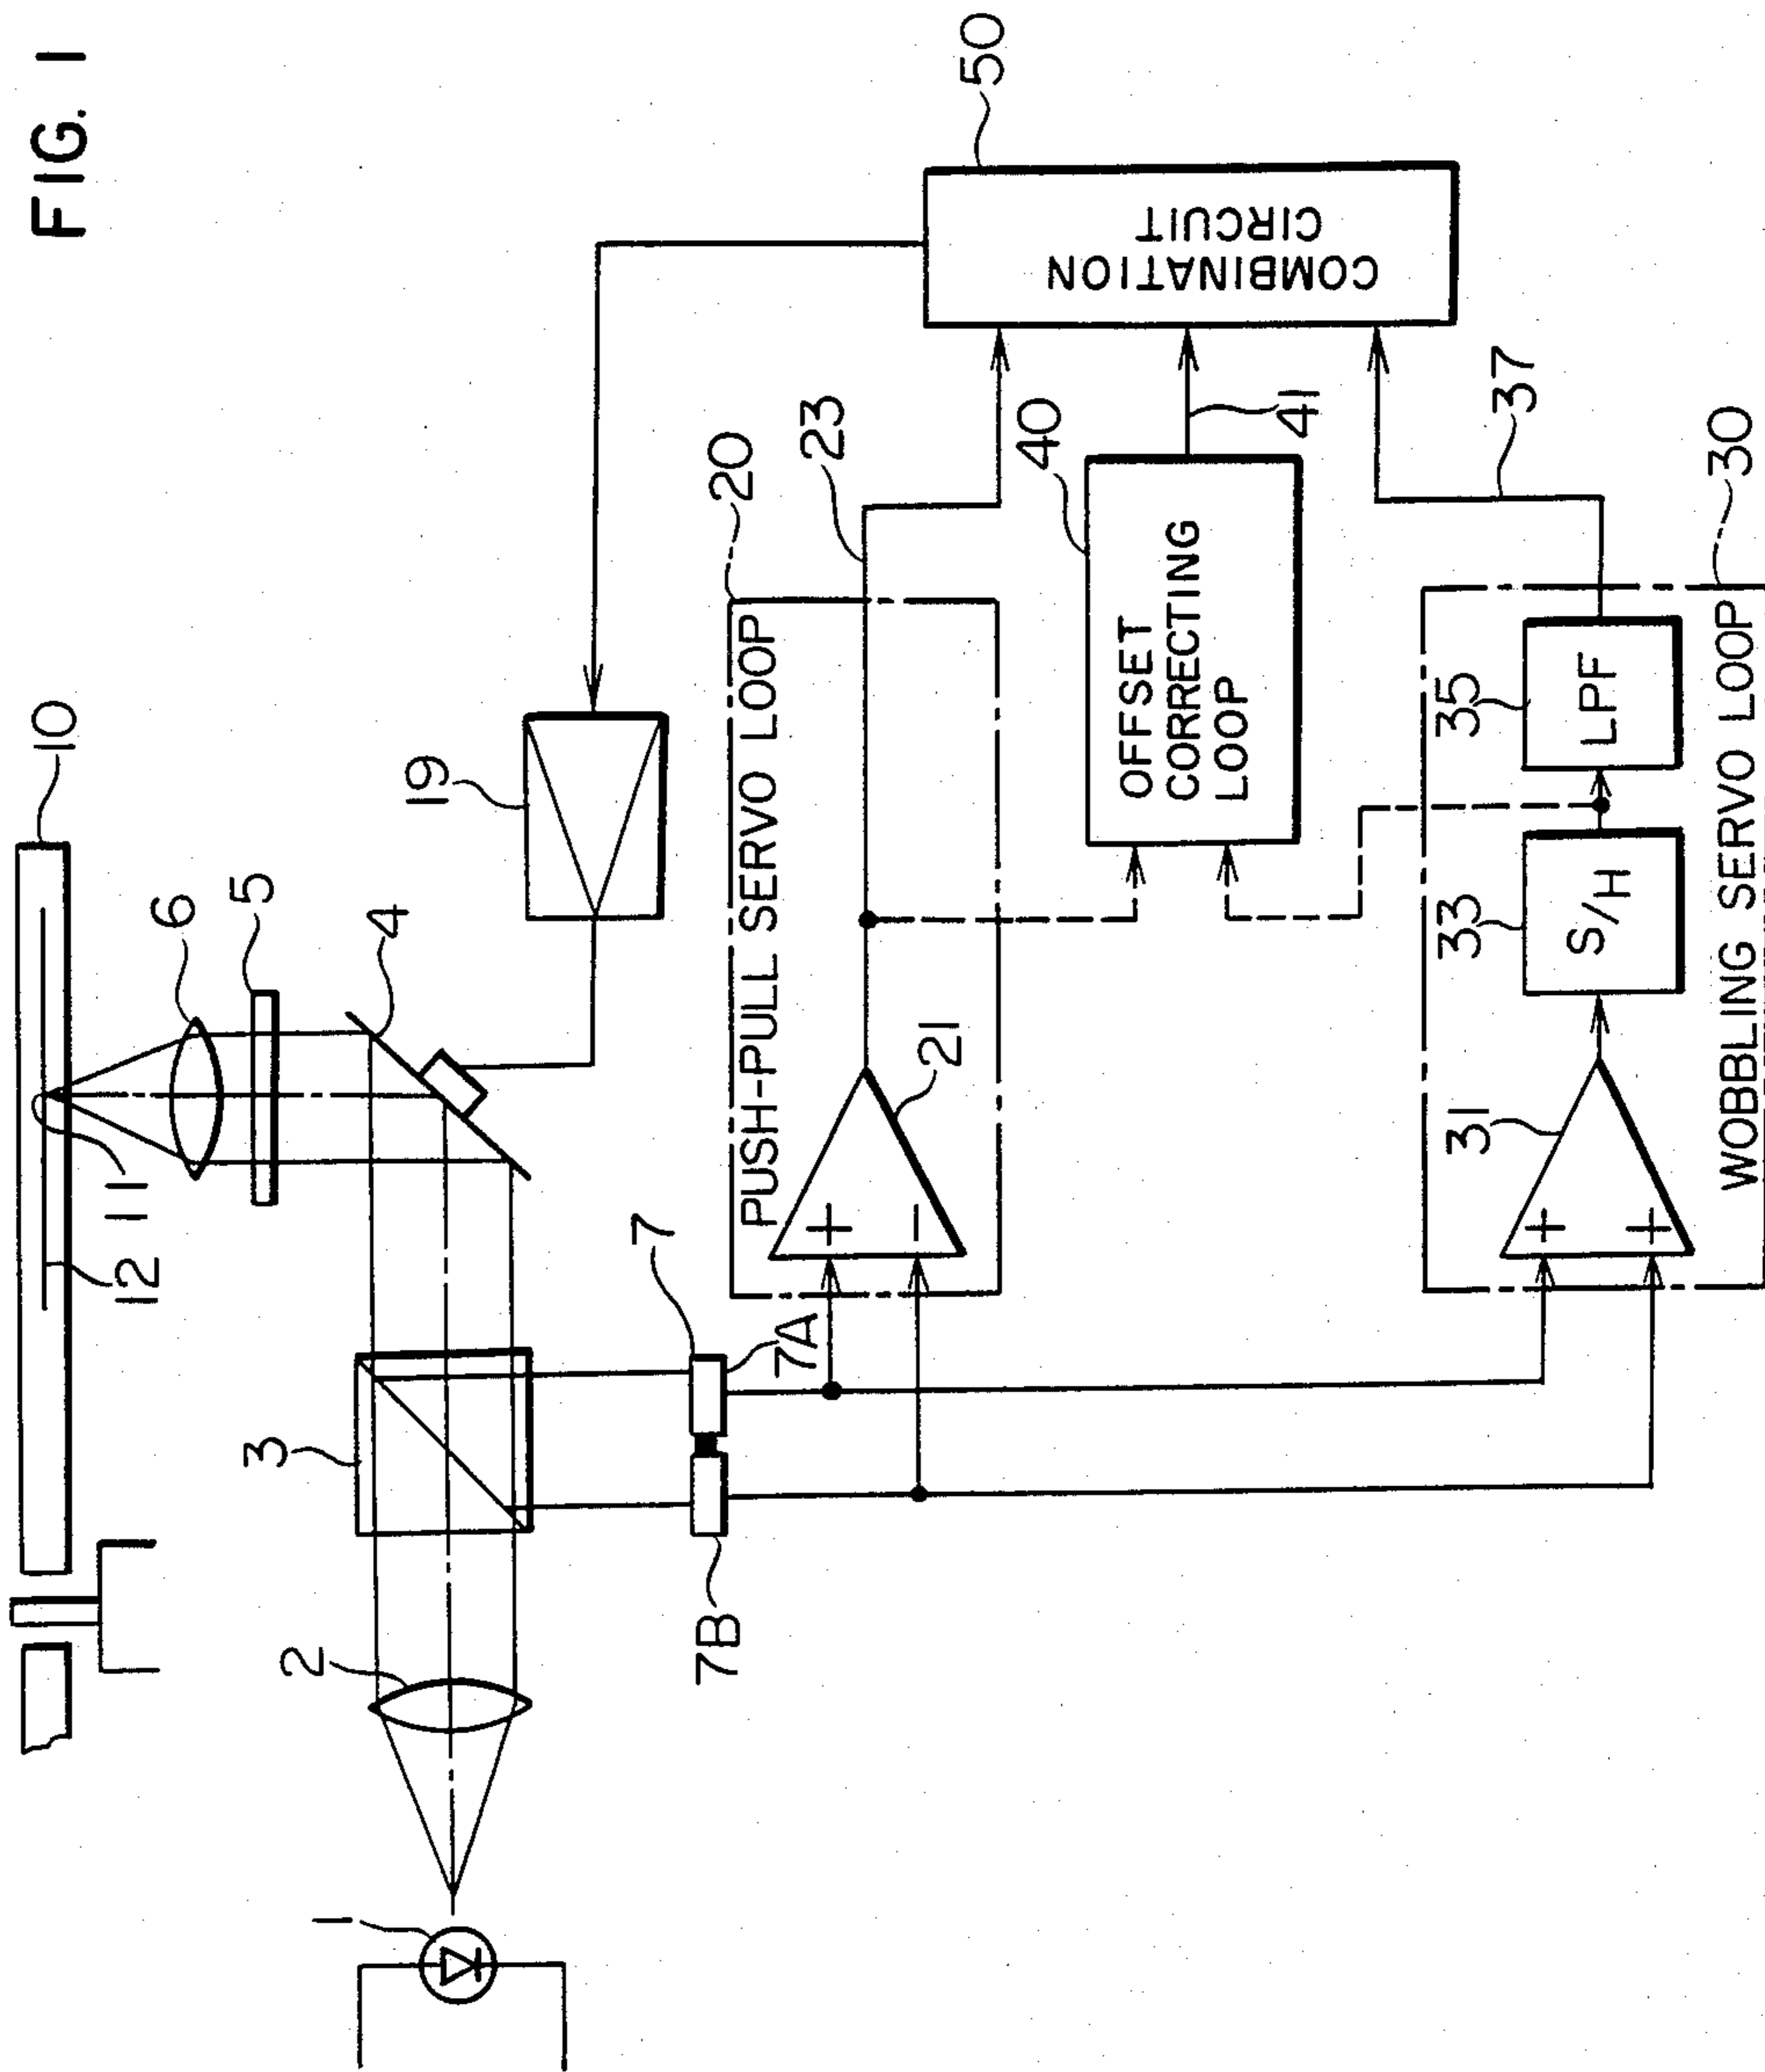 FIG. 1
10
12
11
6
5
4
3
2
1
19
7
7A
7B
20
PUSH-PULL SERVO LOOP
21
23
40
OFFSET
CORRECTING
LOOP
41
50
COMBINATION
CIRCUIT
37
30
WOBBLING SERVO LOOP
31
33
S/H
35
LPF
+
−
+
+